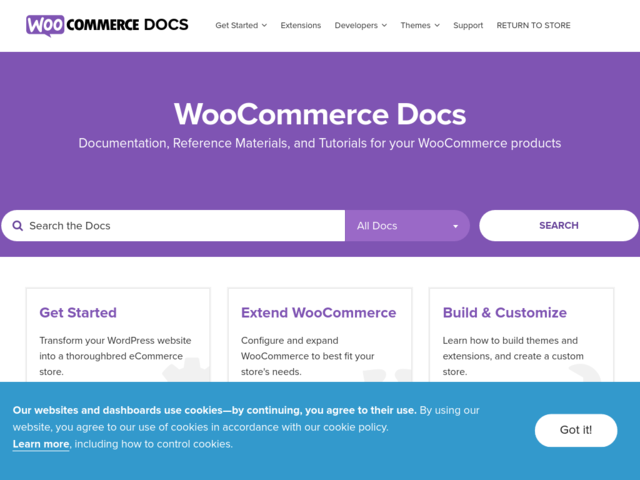 WOO COMMERCE DOCS
Get Started Extensions Developers Themes Support RETURN TO STORE
WooCommerce Docs
Documentation, Reference Materials, and Tutorials for your WooCommerce products
Search the Docs All Docs SEARCH
Get Started
Transform your WordPress website
into a thoroughbred eCommerce
store.
Extend WooCommerce
Configure and expand
WooCommerce to best fit your
store's needs.
Build & Customize
Learn how to build themes and
extensions, and create a custom
store.
Our websites and dashboards use cookies—by continuing, you agree to their use. By using our
website, you agree to our use of cookies in accordance with our cookie policy.
Learn more, including how to control cookies.
Got it!